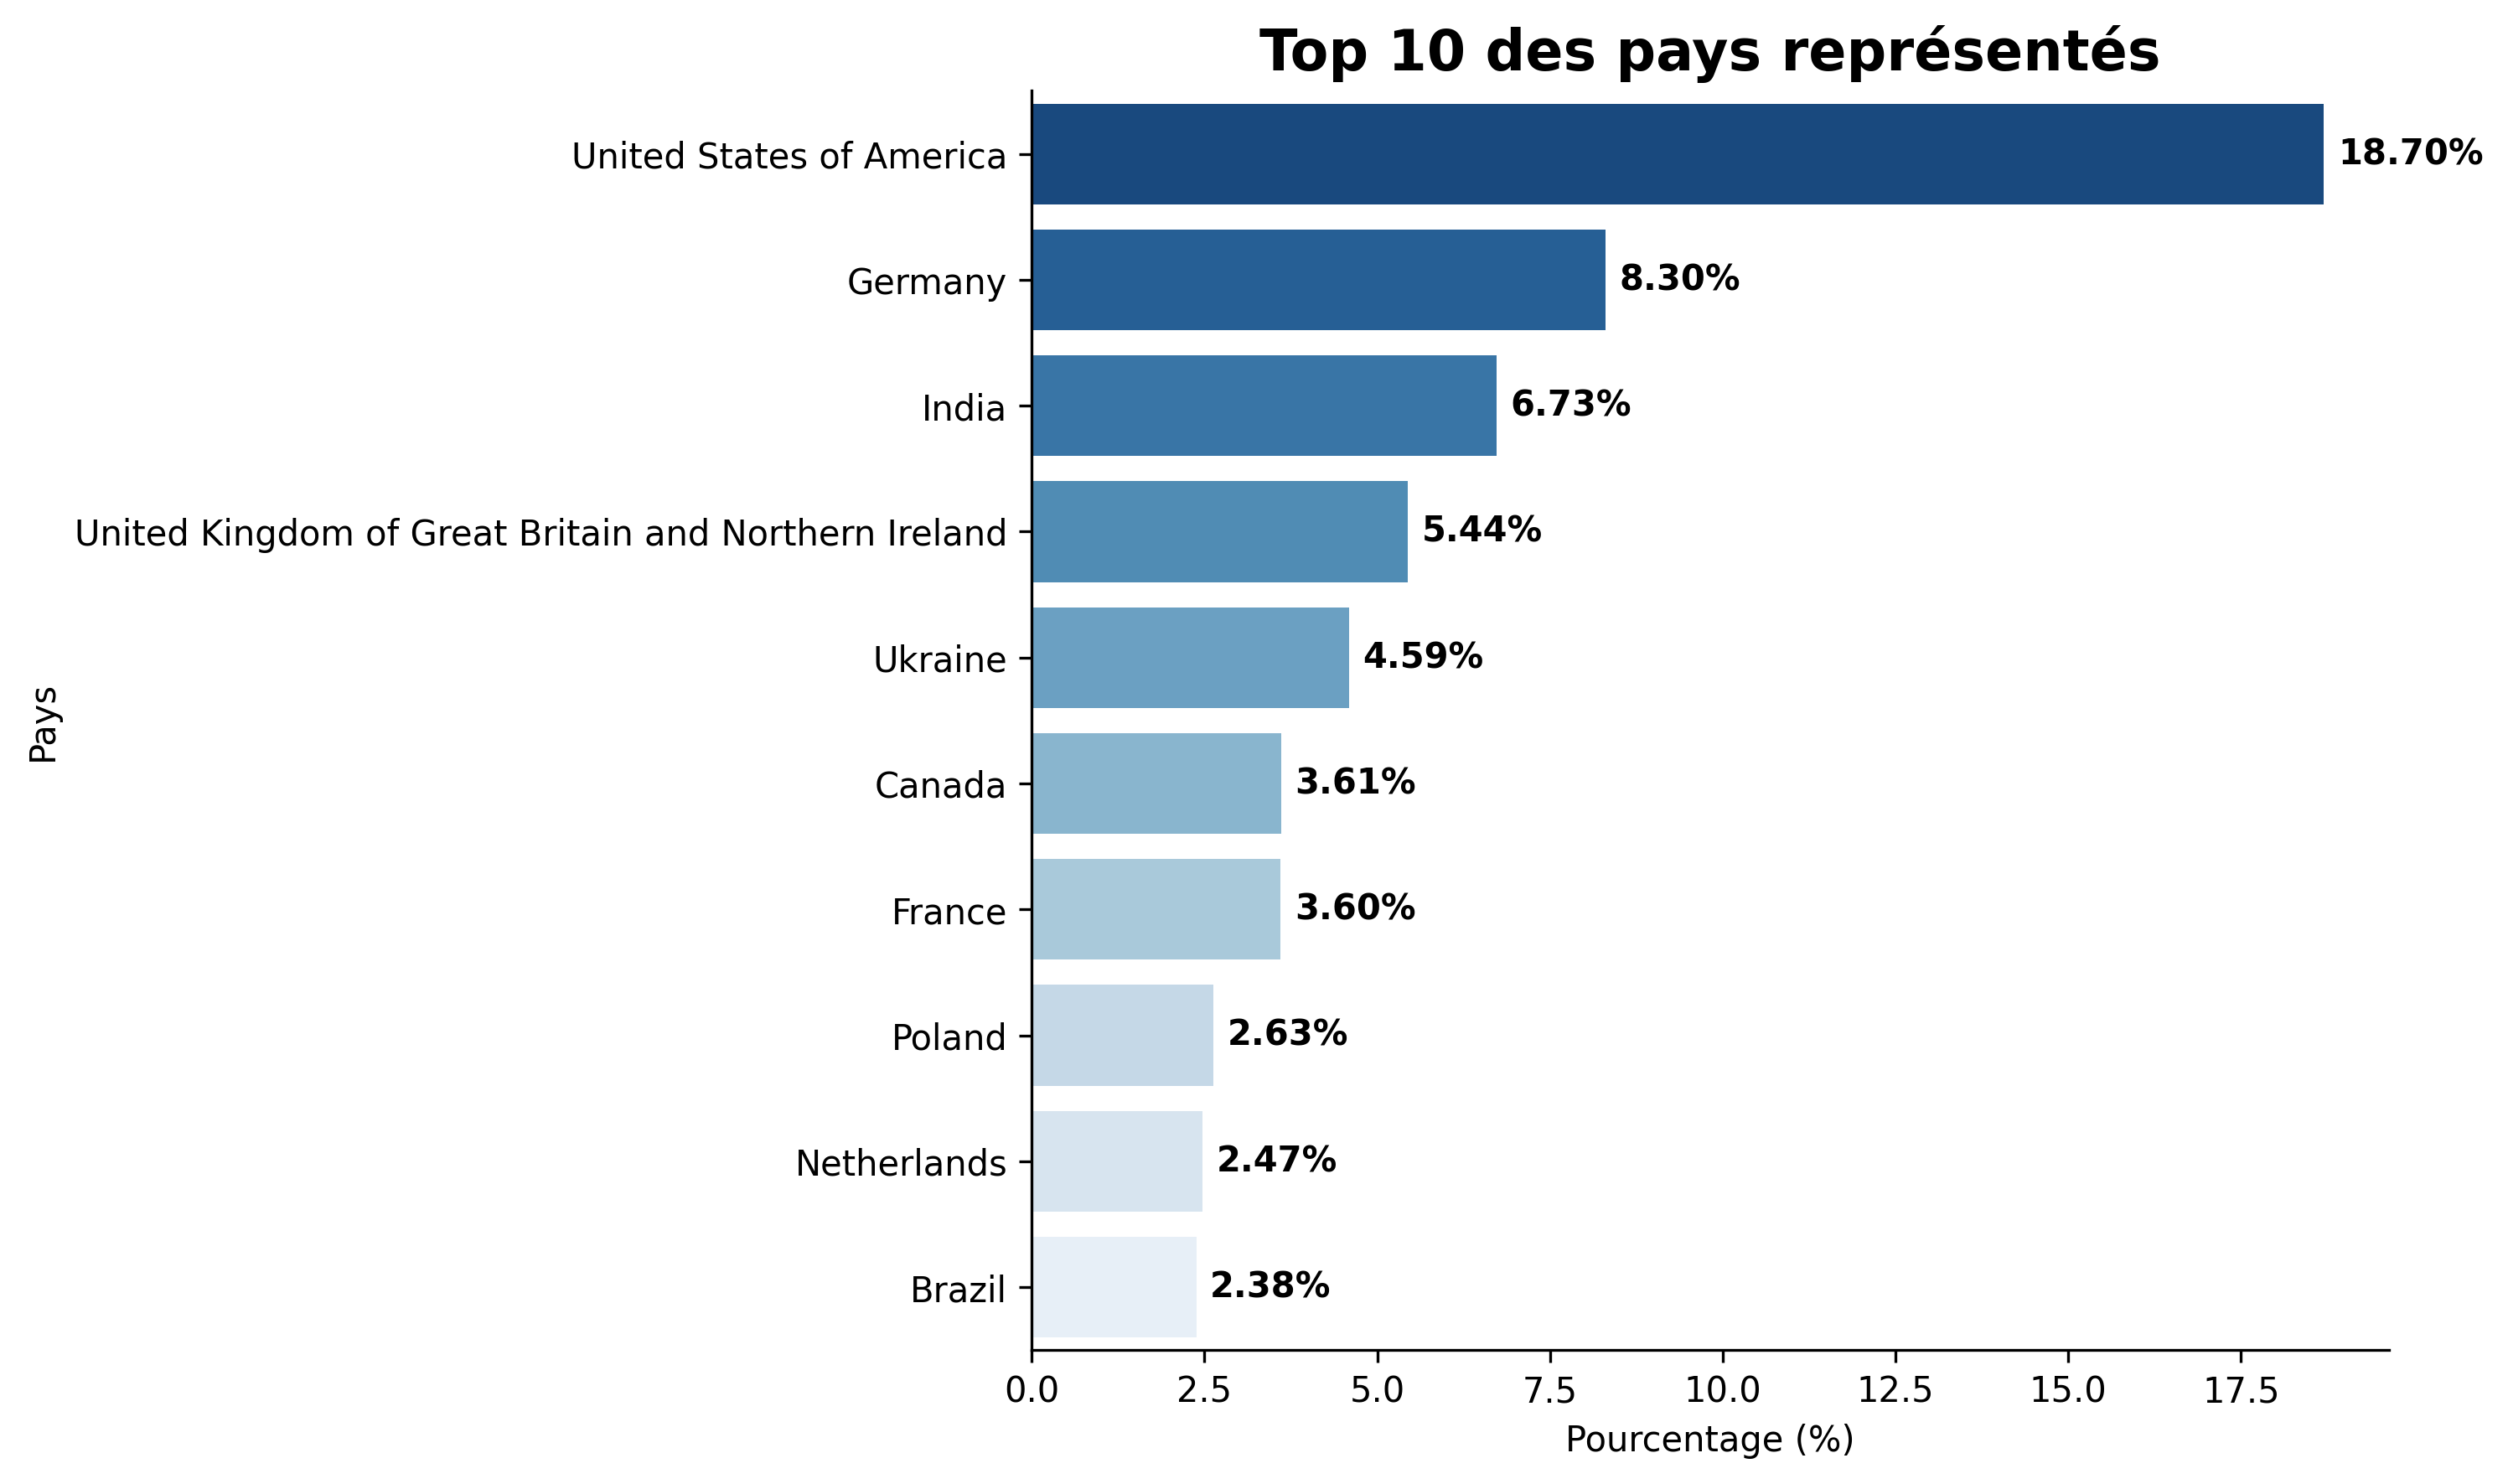 Top 10 des pays représentés
United States of America 18.70%
Germany 8.30%
India 6.73%
United Kingdom of Great Britain and Northern Ireland 5.44%
Ukraine 4.59%
Pays
Canada 3.61%
France 3.60%
Poland 2.63%
Netherlands 2.47%
Brazil 2.38%
0.0 2.5 5.0 7.5 10.0 12.5 15.0 17.5
Pourcentage (%)